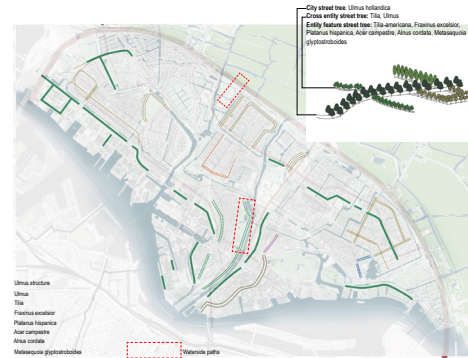 City street tree: Ulmus hollandica
Cross entity street tree: Tilia, Ulmus
Entity feature street tree: Tilia-americana, Fraxinus excelsior,
Platanus hispanica, Acer campestre, Alnus cordata, Metasequoia
glyptostroboides
Ulmus structure
Ulmus
Tilia
Fraxinus excelsior
Platanus hispanica
Acer campestre
Alnus cordata
Metasequoia glyptostroboides
Waterside paths